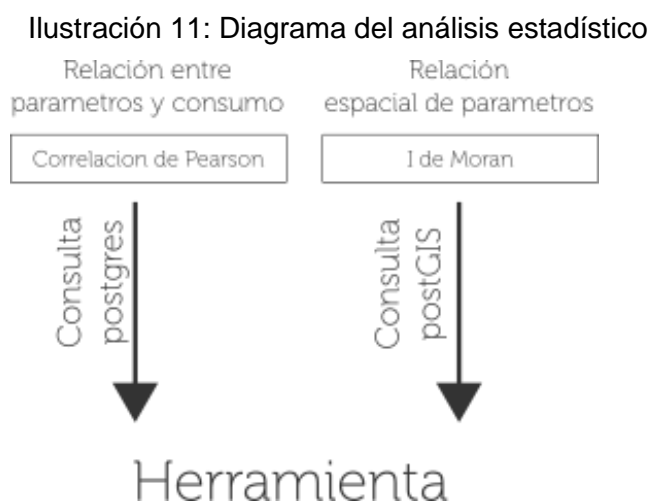 Ilustración 11: Diagrama del análisis estadístico
Relación entre
parametros y consumo
Correlacion de Pearson
Consulta
postgres
Relación
espacial de parametros
I de Moran
Consulta
postGIS
Herramienta